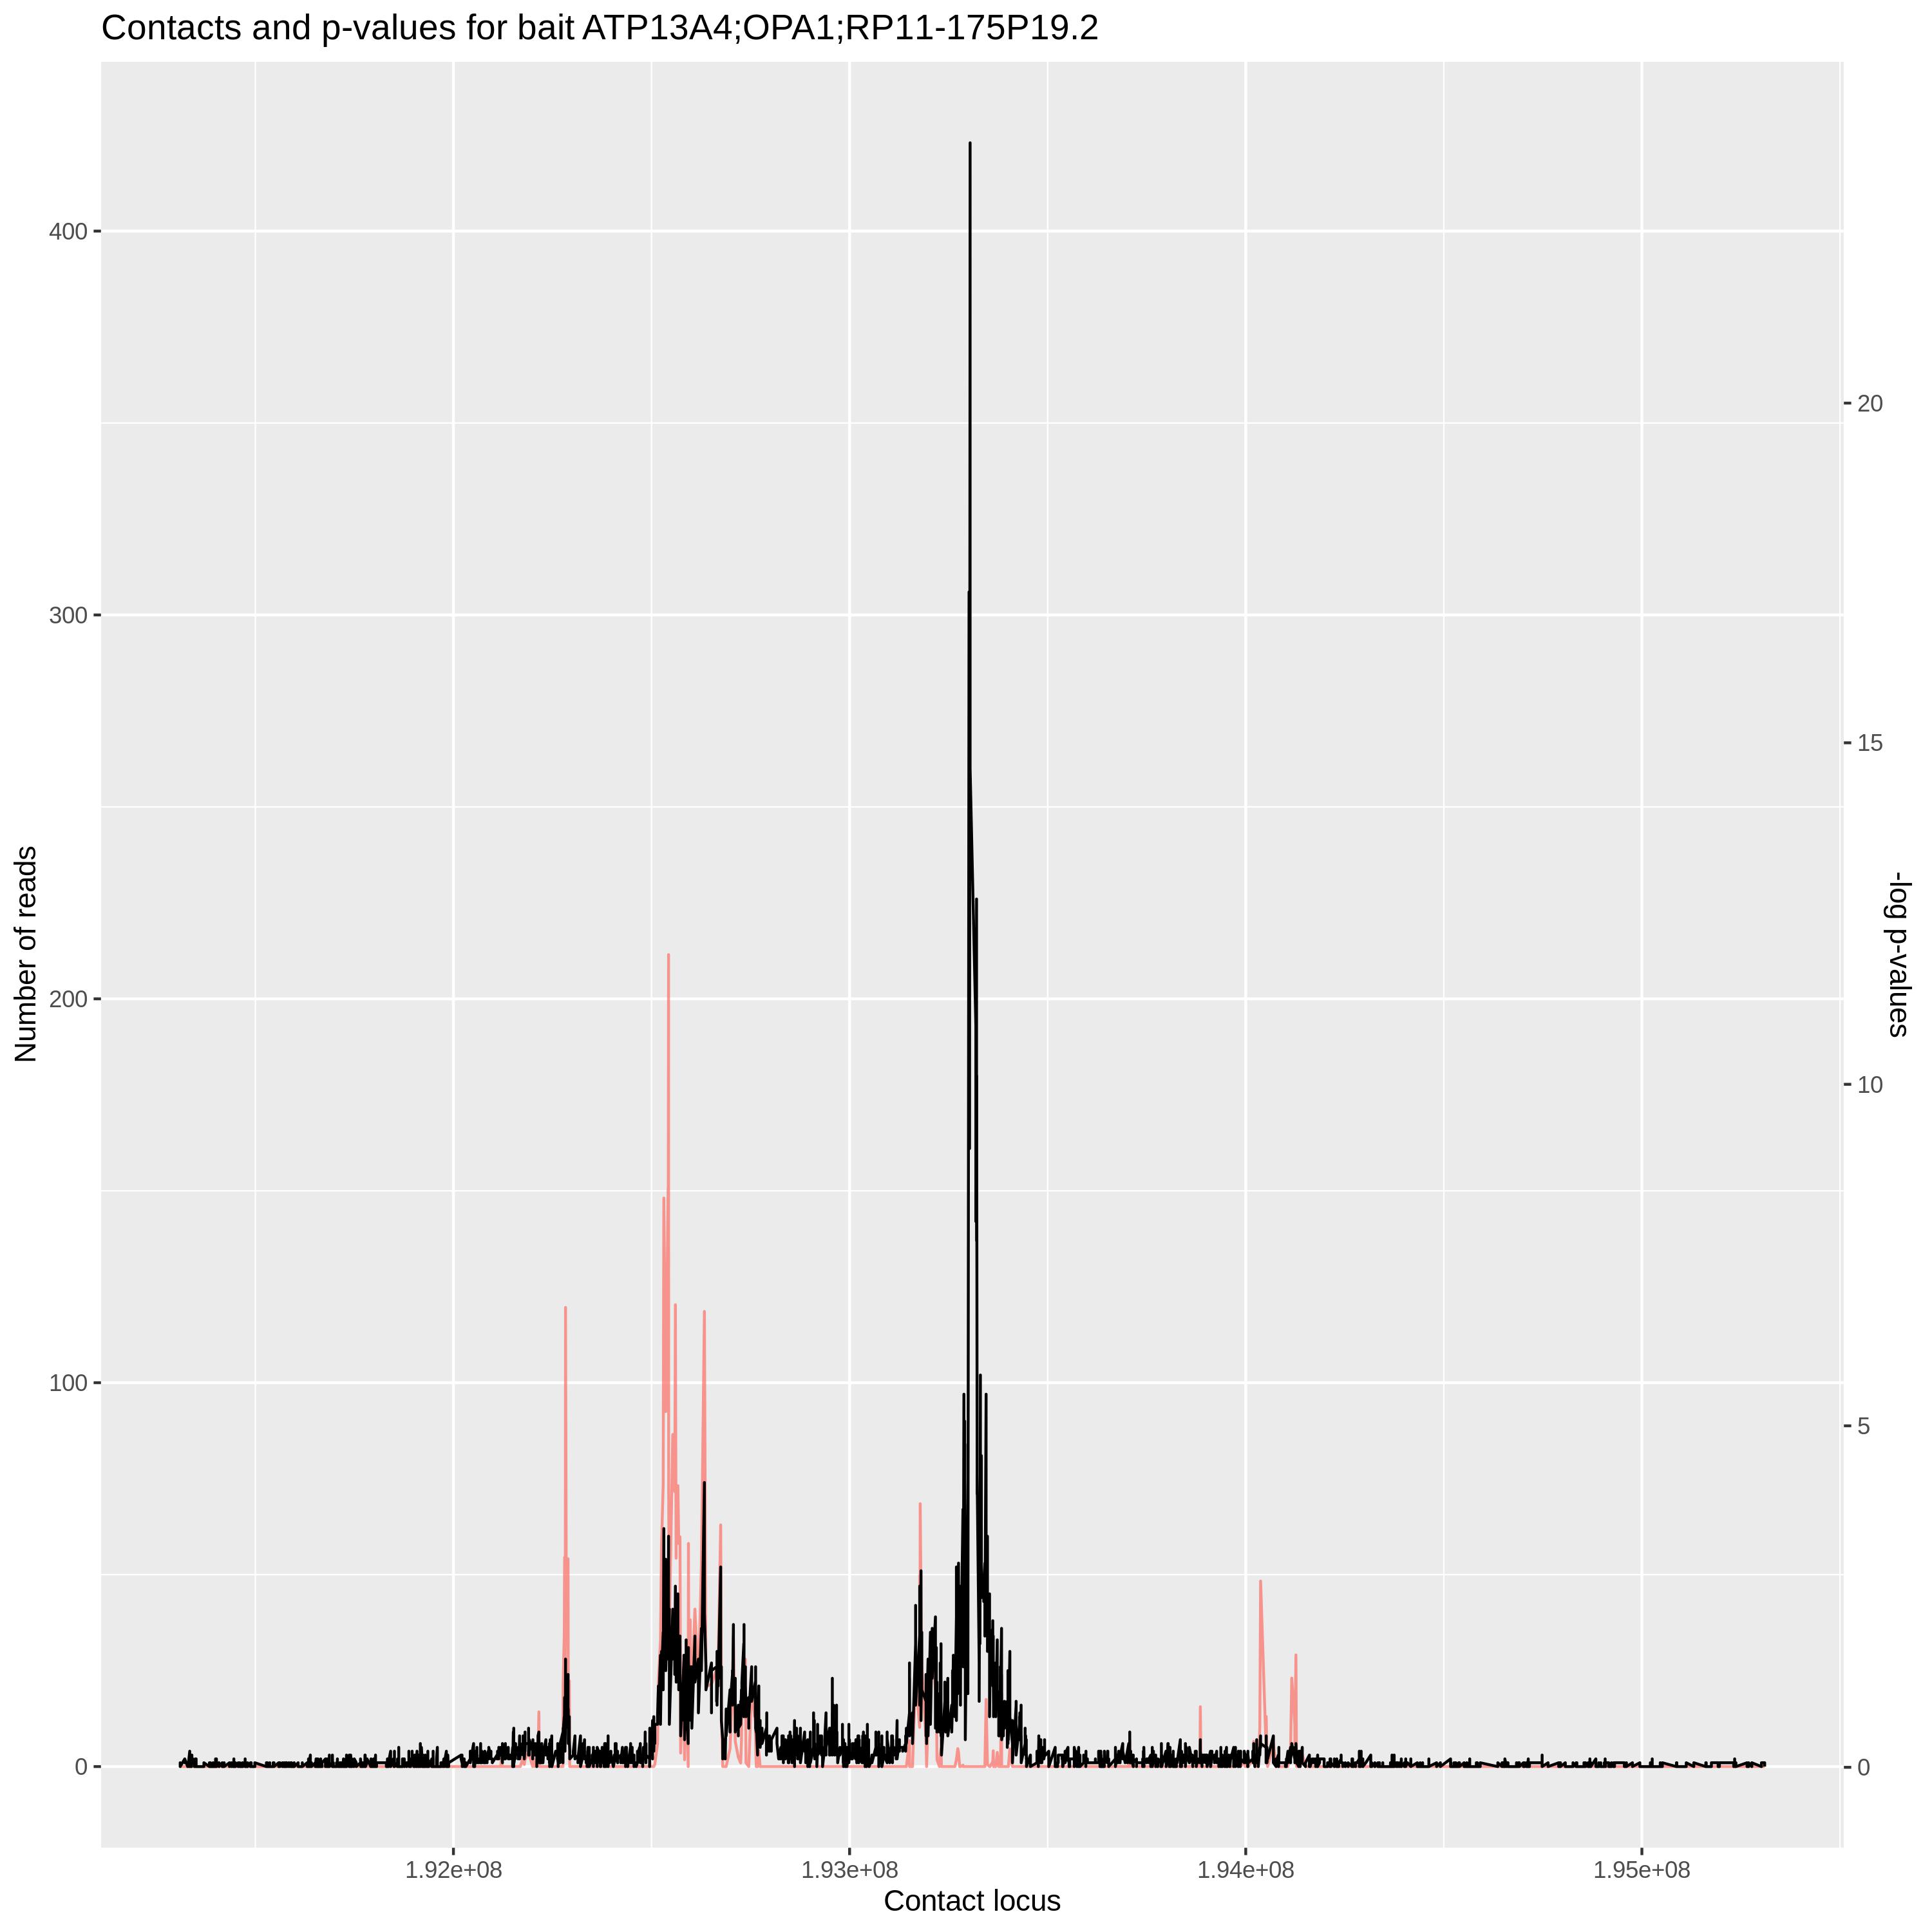 Contacts and p-values for bait ATP13A4;OPA1;RP11-175P19.2
400
300
200
100
0
Number of reads
20
15
10
5
0
-log p-values
1.92e+08
1.93e+08
1.94e+08
1.95e+08
Contact locus